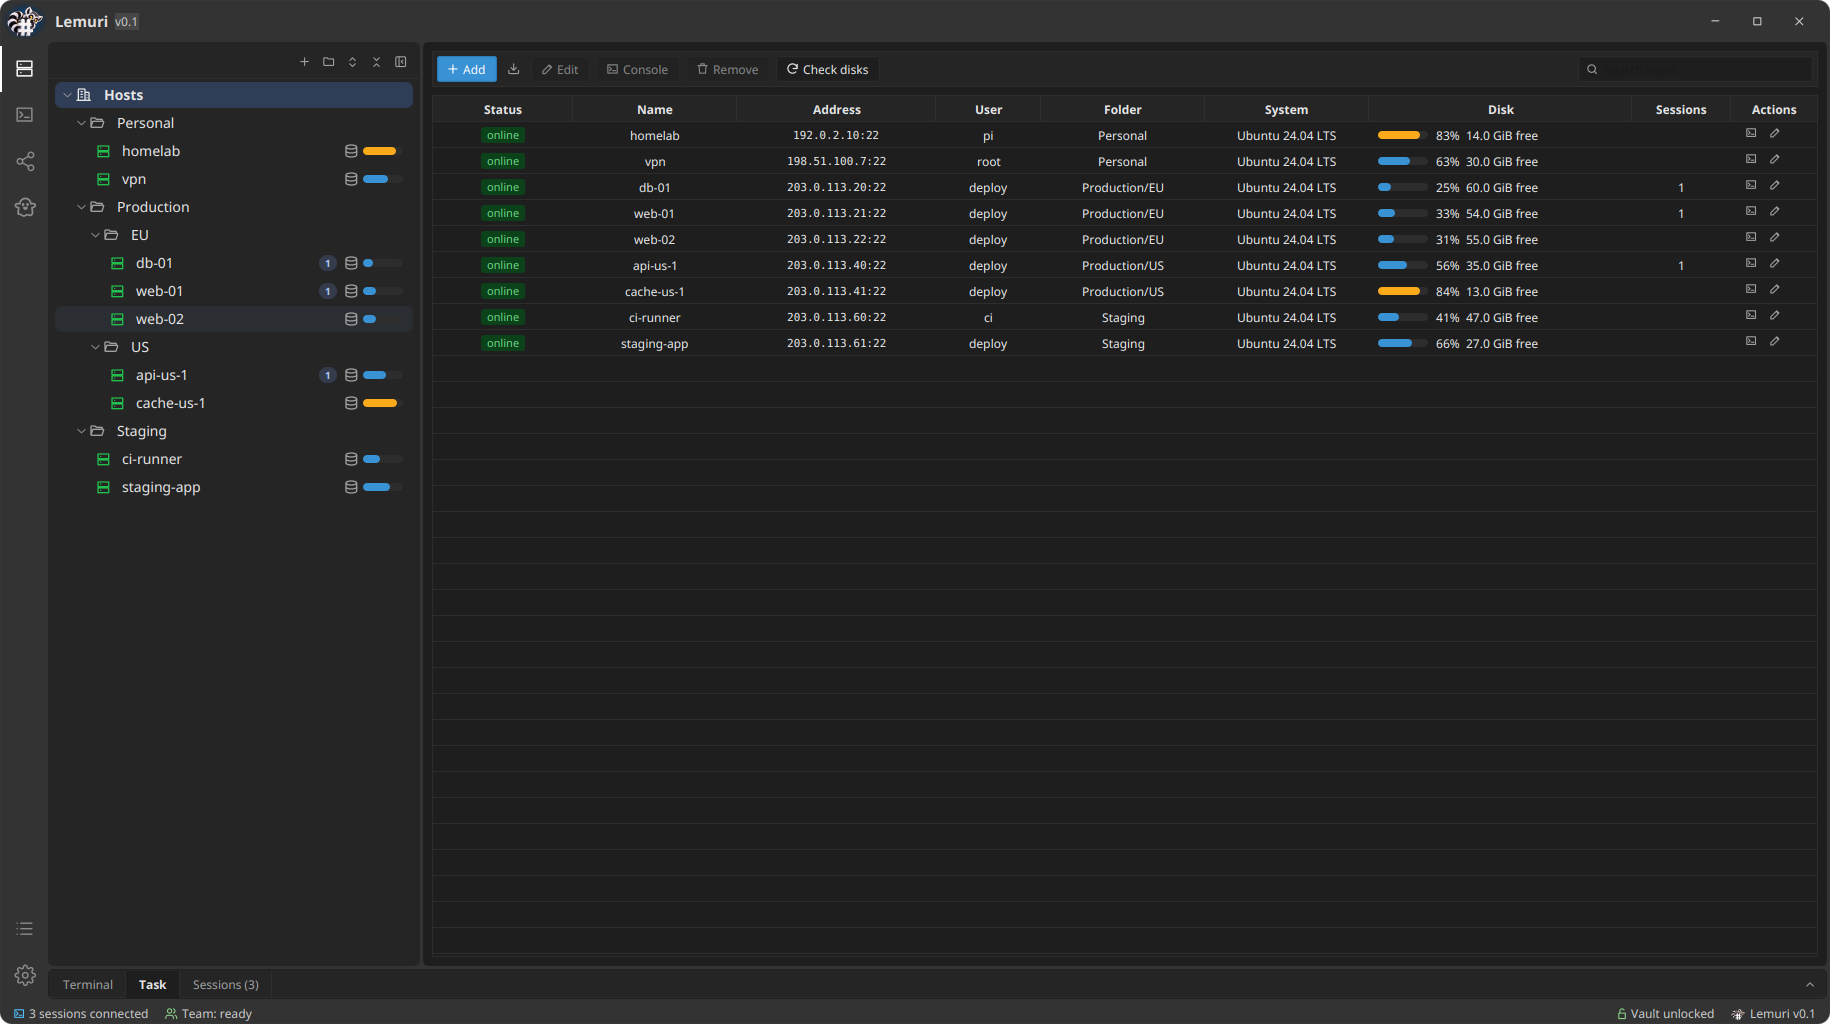 Lemuri v0.1
Hosts
Personal
homelab
vpn
Production
EU
db-01 1
web-01 1
web-02
US
api-us-1 1
cache-us-1
Staging
ci-runner
staging-app
Add Edit Console Remove Check disks
Status Name Address User Folder System Disk Sessions Actions
online homelab 192.0.2.10:22 pi Personal Ubuntu 24.04 LTS 83% 14.0 GiB free
online vpn 198.51.100.7:22 root Personal Ubuntu 24.04 LTS 63% 30.0 GiB free
online db-01 203.0.113.20:22 deploy Production/EU Ubuntu 24.04 LTS 25% 60.0 GiB free 1
online web-01 203.0.113.21:22 deploy Production/EU Ubuntu 24.04 LTS 33% 54.0 GiB free 1
online web-02 203.0.113.22:22 deploy Production/EU Ubuntu 24.04 LTS 31% 55.0 GiB free
online api-us-1 203.0.113.40:22 deploy Production/US Ubuntu 24.04 LTS 56% 35.0 GiB free 1
online cache-us-1 203.0.113.41:22 deploy Production/US Ubuntu 24.04 LTS 84% 13.0 GiB free
online ci-runner 203.0.113.60:22 ci Staging Ubuntu 24.04 LTS 41% 47.0 GiB free
online staging-app 203.0.113.61:22 deploy Staging Ubuntu 24.04 LTS 66% 27.0 GiB free
Terminal Task Sessions (3)
3 sessions connected Team: ready Vault unlocked Lemuri v0.1